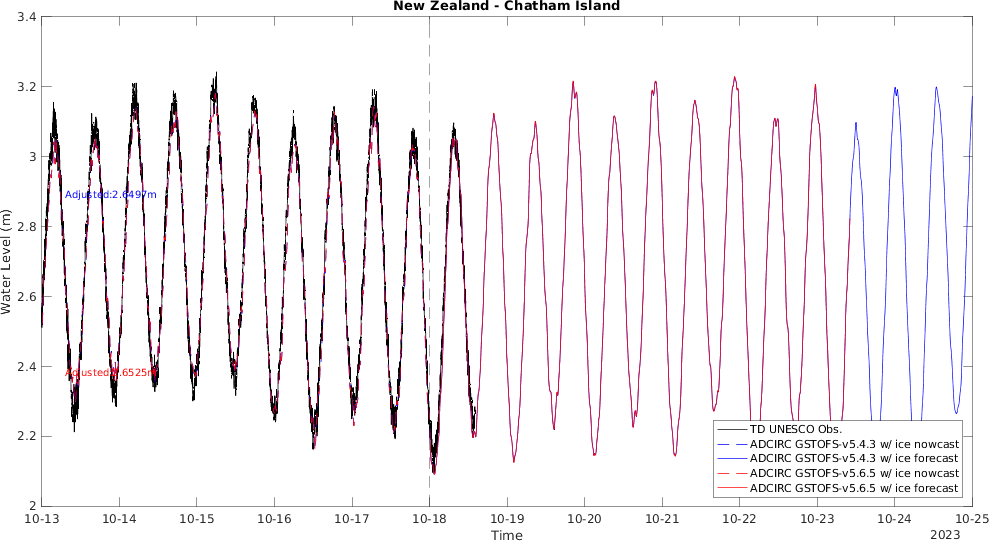 New Zealand - Chatham Island
Water Level (m)
3.4
3.2
3
2.8
2.6
2.4
2.2
2
Adjusted:2.6497m
Adjusted:2.6525m
TD UNESCO Obs.
ADCIRC GSTOFS-v5.4.3 w/ ice nowcast
ADCIRC GSTOFS-v5.4.3 w/ ice forecast
ADCIRC GSTOFS-v5.6.5 w/ ice nowcast
ADCIRC GSTOFS-v5.6.5 w/ ice forecast
10-13 10-14 10-15 10-16 10-17 10-18 10-19 10-20 10-21 10-22 10-23 10-24 10-25
Time
2023